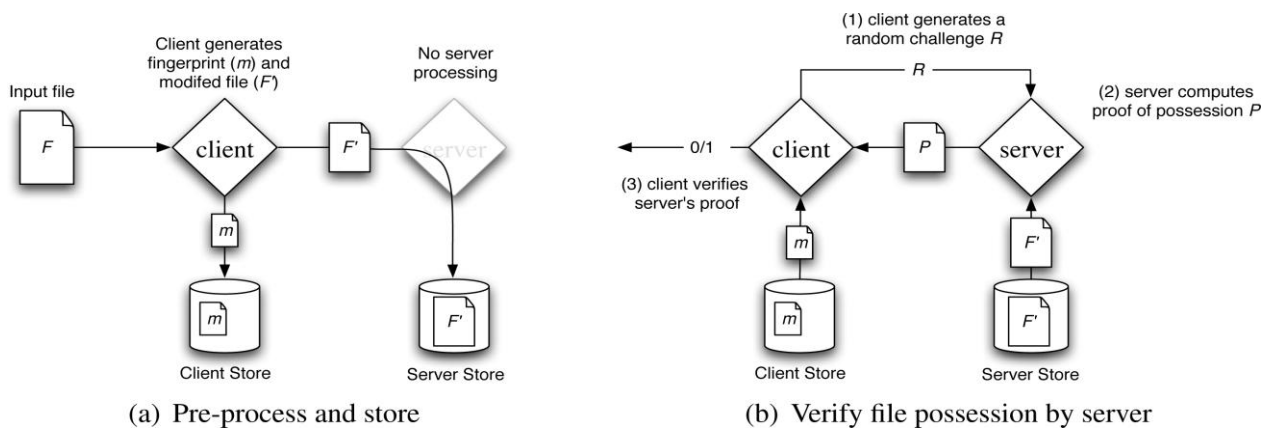 Client generates
fingerprint (m) and
modifed file (F')
No server
processing
Input file
F
client
F'
server
m
m
F'
Client Store
Server Store
(a) Pre-process and store
(1) client generates a
random challenge R
R
(2) server computes
proof of possession P
0/1
client
P
server
(3) client verifies
server's proof
m
F'
m
F'
Client Store
Server Store
(b) Verify file possession by server